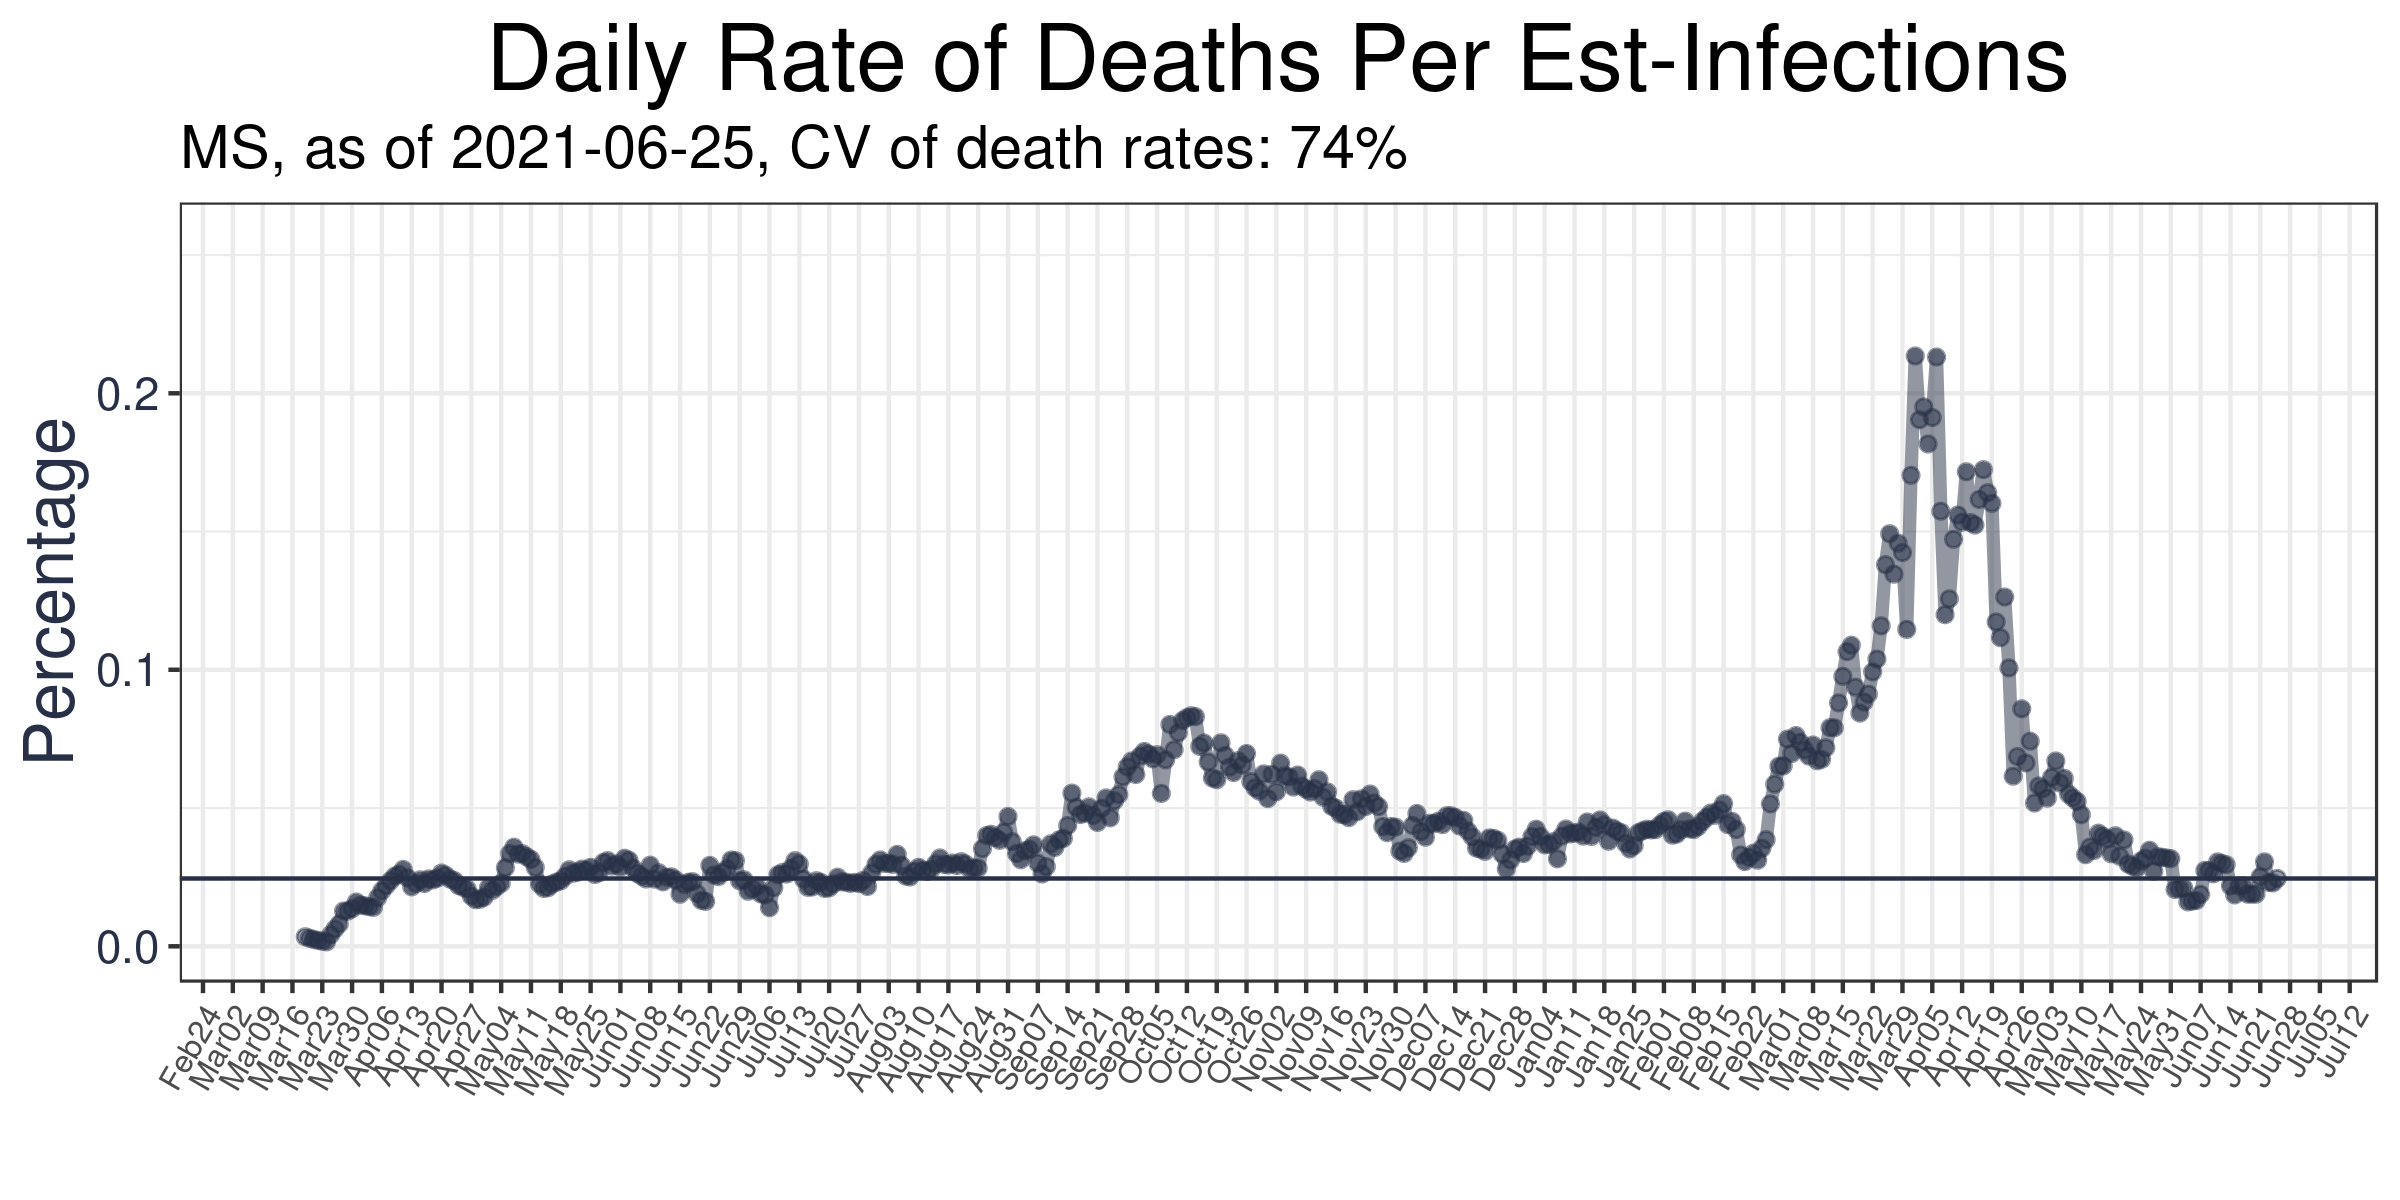 Daily Rate of Deaths Per Est-Infections
MS, as of 2021-06-25, CV of death rates: 74%
Percentage
0.2
0.1
0.0
Feb24
Mar02
Mar09
Mar16
Mar23
Mar30
Apr06
Apr13
Apr20
Apr27
May04
May11
May18
May25
Jun01
Jun08
Jun15
Jun22
Jun29
Jul06
Jul13
Jul20
Jul27
Aug03
Aug10
Aug17
Aug24
Aug31
Sep07
Sep14
Sep21
Sep28
Oct05
Oct12
Oct19
Oct26
Nov02
Nov09
Nov16
Nov23
Nov30
Dec07
Dec14
Dec21
Dec28
Jan04
Jan11
Jan18
Jan25
Feb01
Feb08
Feb15
Feb22
Mar01
Mar08
Mar15
Mar22
Mar29
Apr05
Apr12
Apr19
Apr26
May03
May10
May17
May24
May31
Jun07
Jun14
Jun21
Jun28
Jul05
Jul12